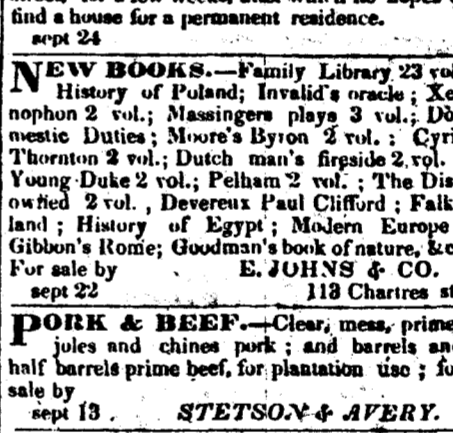 find a house for a permanent residence.
sept 24
NEW BOOKS.—Family Library 23 vol
History of Poland; Invalid's oracle; Xe
nophon 2 vol.; Massingers plays 3 vol.; Do
mestic Duties; Moore's Byron 2 vol.: Cyri
Thornton 2 vol.; Dutch man's fireside 2 vol.
Young Duke 2 vol.; Pelham 2 vol.; The Dis
owned 2 vol., Devereux Paul Clifford; Falk
land; History of Egypt; Modern Europe
Gibbon's Rome; Goodman's book of nature, &c
For sale by E. JOHNS & CO.
sept 22 113 Chartres st
PORK & BEEF.—Clear, mess, prime
jules and chines pork; and barrels an
half barrels prime beef, for plantation use; fo
sale by
sept 13 STETSON & AVERY.